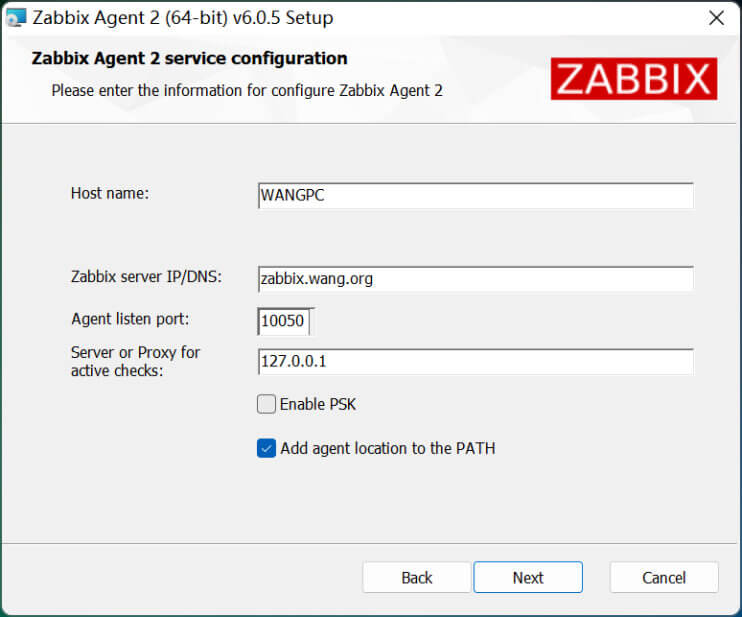 Zabbix Agent 2 (64-bit) v6.0.5 Setup
Zabbix Agent 2 service configuration
Please enter the information for configure Zabbix Agent 2
ZABBIX
Host name:
WANGPC
Zabbix server IP/DNS:
zabbix.wang.org
Agent listen port:
10050
Server or Proxy for
active checks:
127.0.0.1
Enable PSK
Add agent location to the PATH
Back
Next
Cancel